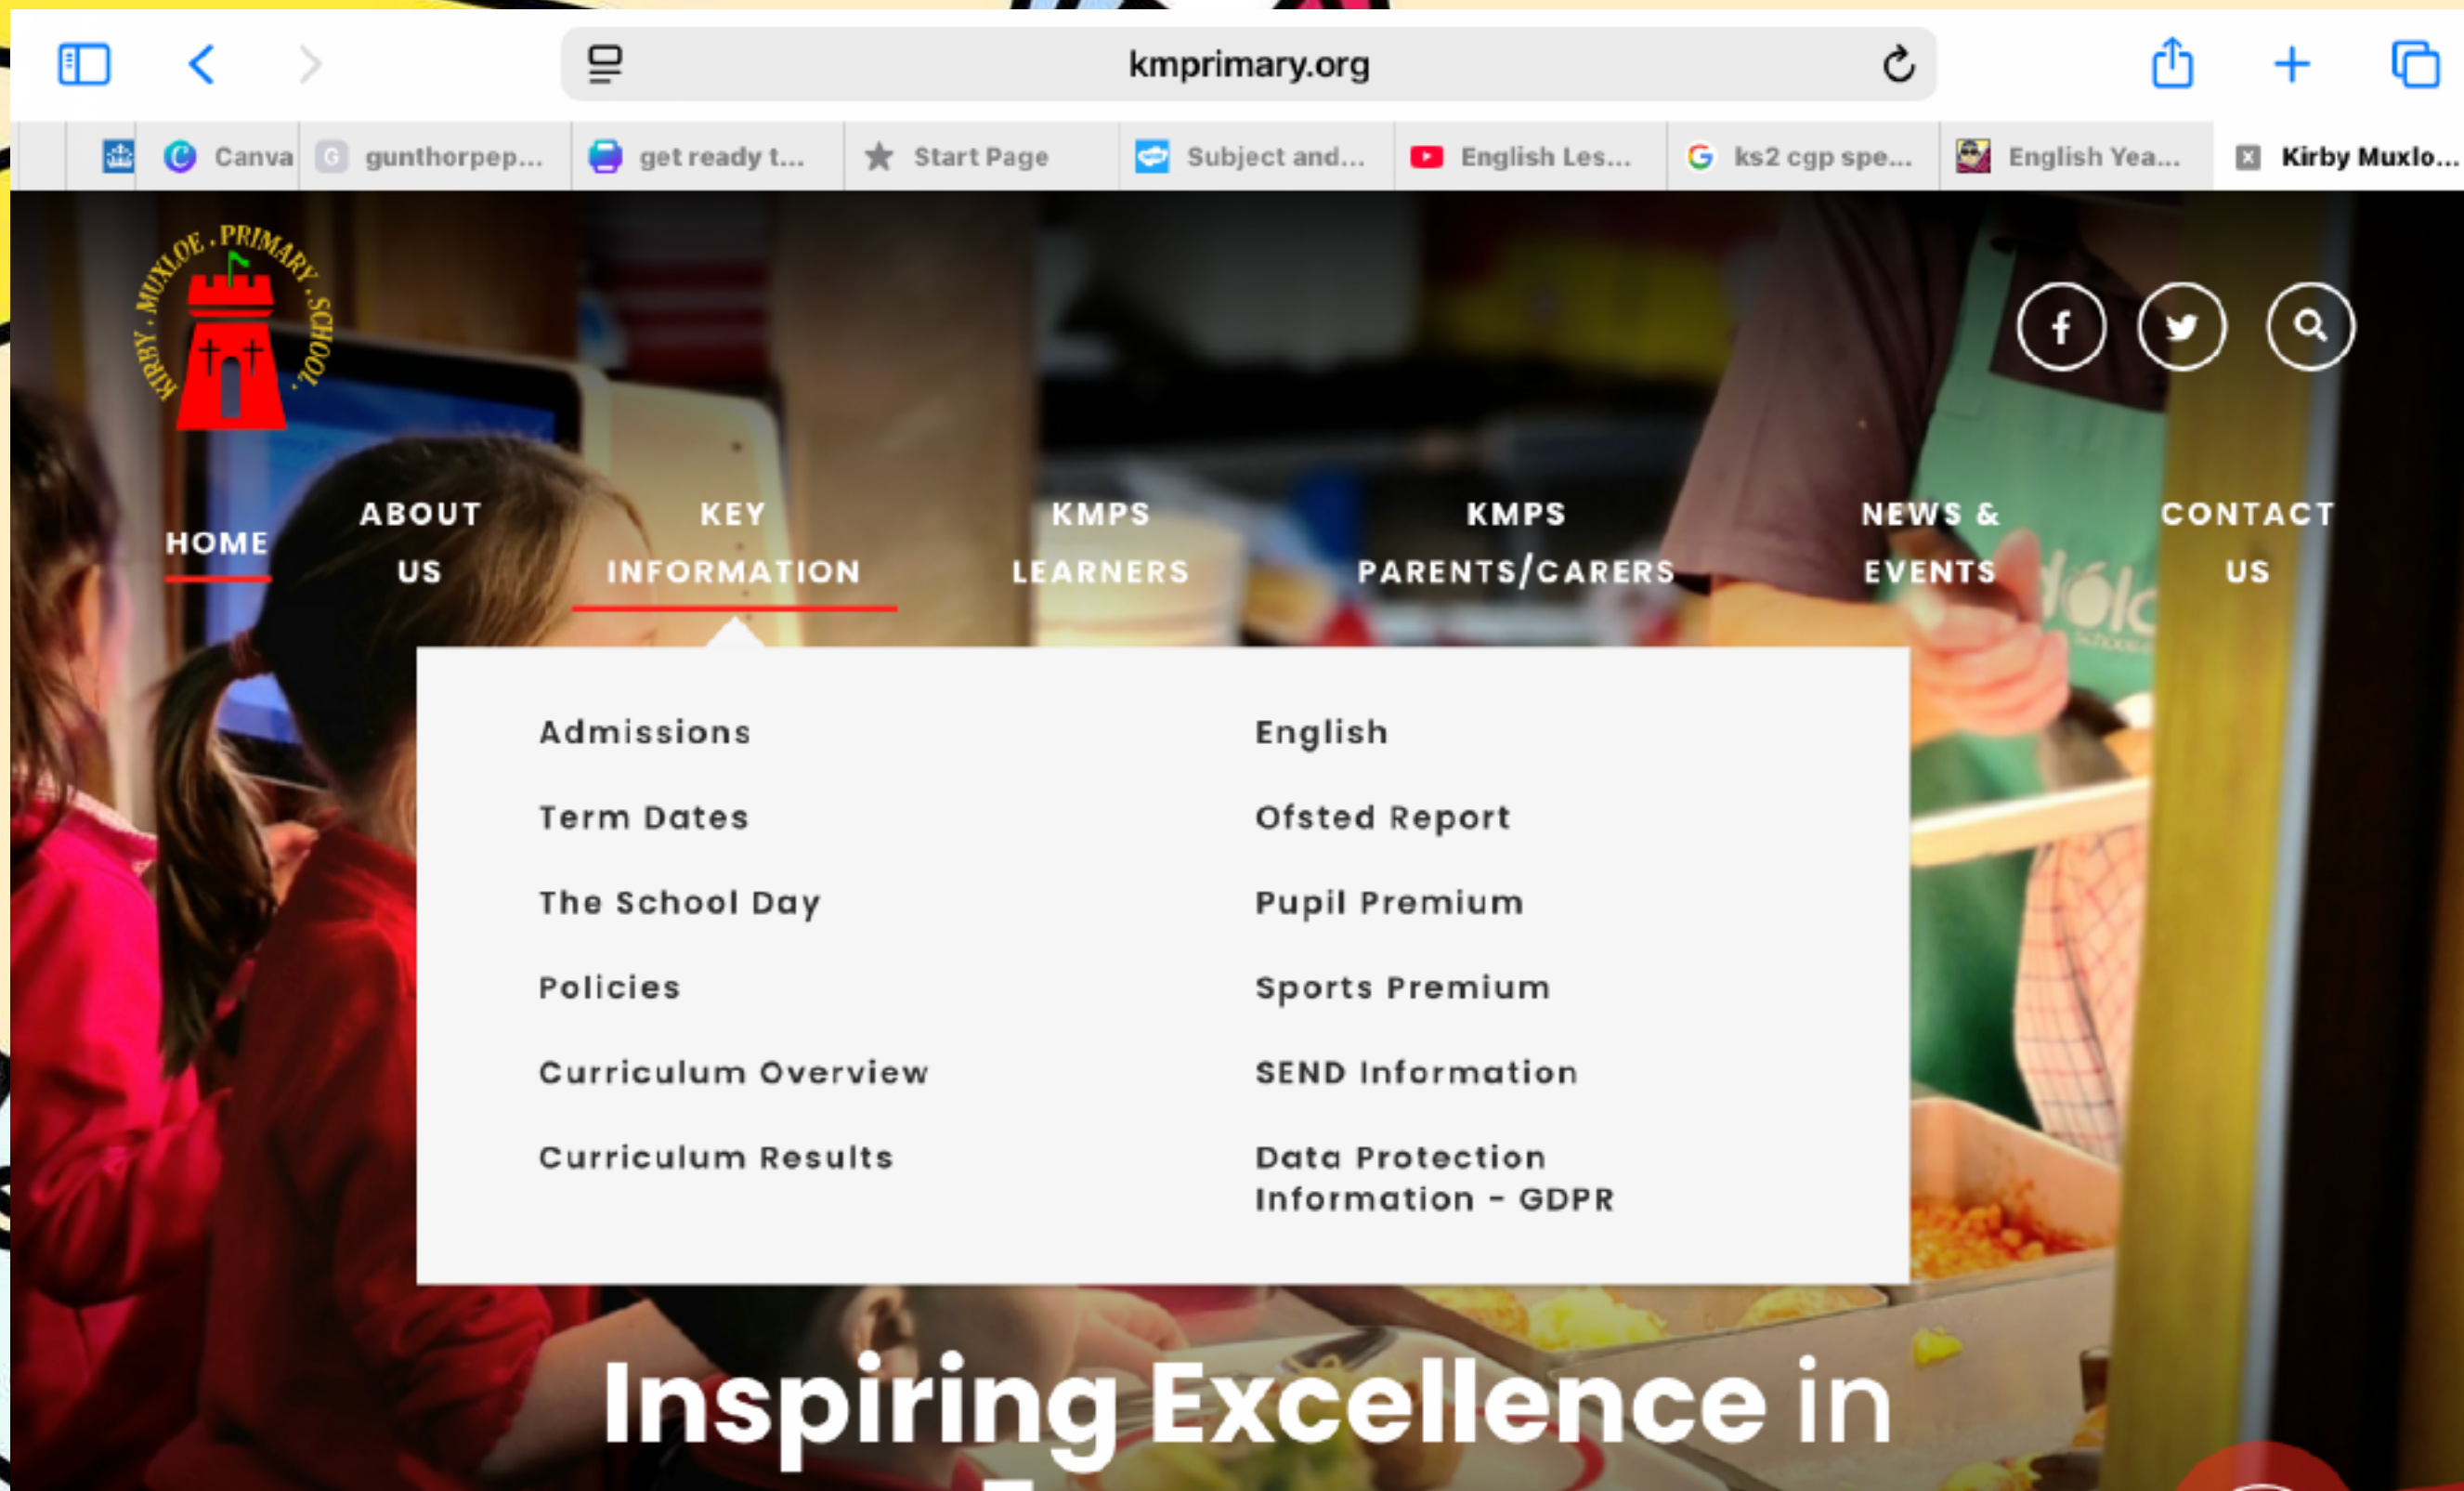 kmprimary.org
Canva
gunthorpep...
get ready t...
Start Page
Subject and...
English Les...
ks2 cgp spe...
English Yea...
Kirby Muxlo...
KIRBY . MUXLOE . PRIMARY . SCHOOL .
HOME
ABOUT
US
KEY
INFORMATION
KMPS
LEARNERS
KMPS
PARENTS/CARERS
NEWS &
EVENTS
CONTACT
US
Admissions
Term Dates
The School Day
Policies
Curriculum Overview
Curriculum Results
English
Ofsted Report
Pupil Premium
Sports Premium
SEND Information
Data Protection
Information - GDPR
Inspiring Excellence in